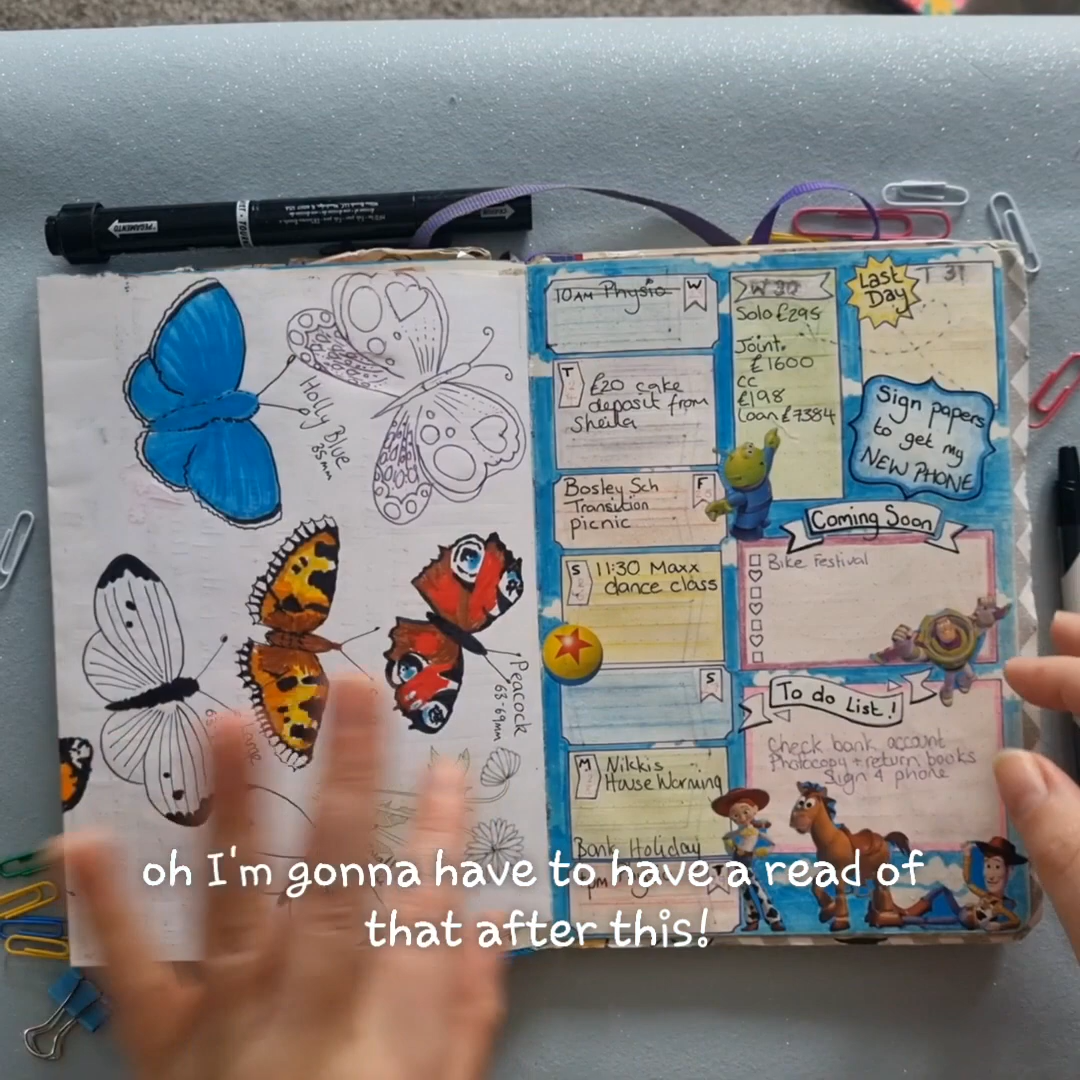 PEGAMENTO
Holly Blue
35mm
Peacock
63-69mm
10AM Physio
W
T
£20 cake
deposit from
Sheila
Bosley Sch
F
Transition
picnic
S
11:30 Maxx
dance class
S
M
Nikkis
House Worming
Bank Holiday
W 30
Solo £295
Joint.
£1600
CC
£198
Loan £7384
Last
Day
T 31
Sign papers
to get my
NEW PHONE
Coming Soon
Bike Festival
To do List!
Check bank account
Photocopy + return books
Sign 4 phone
oh I'm gonna have to have a read of
that after this!